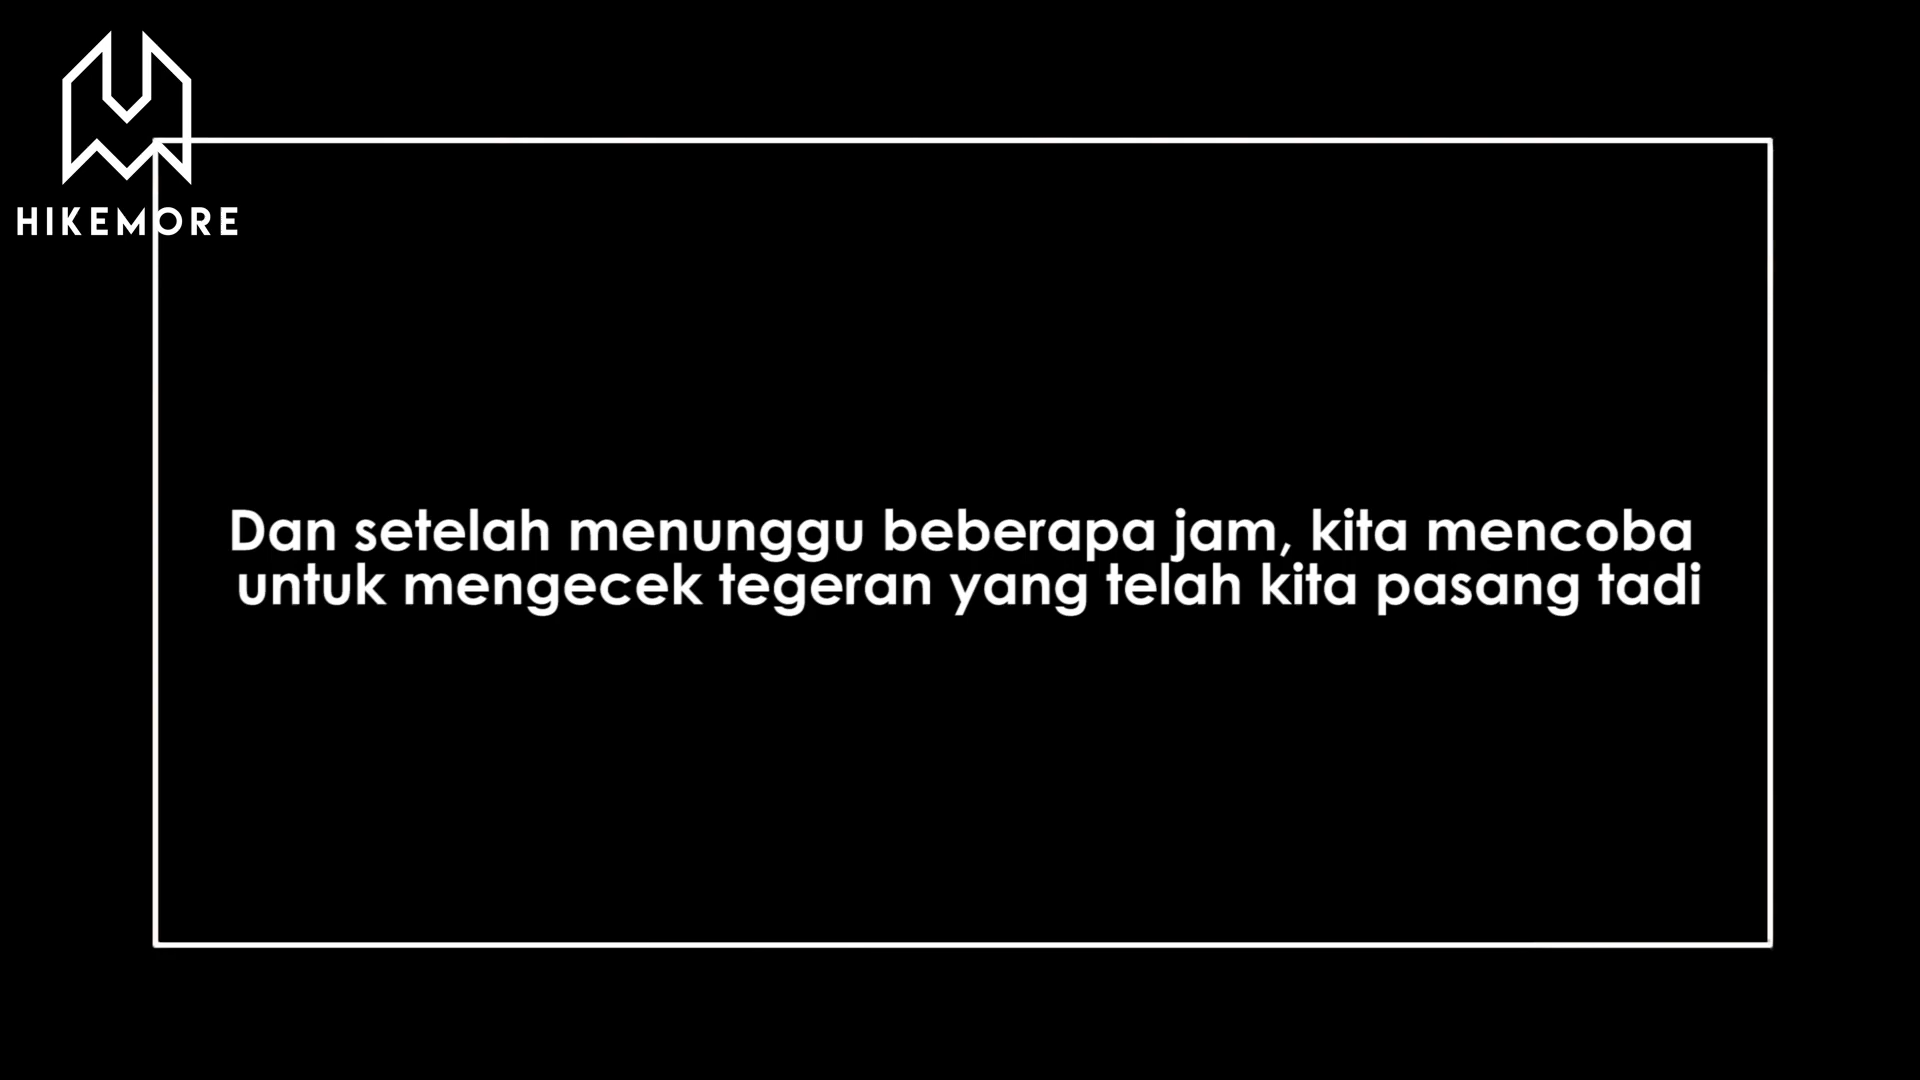 HIKEMORE
Dan setelah menunggu beberapa jam, kita mencoba
untuk mengecek tegeran yang telah kita pasang tadi